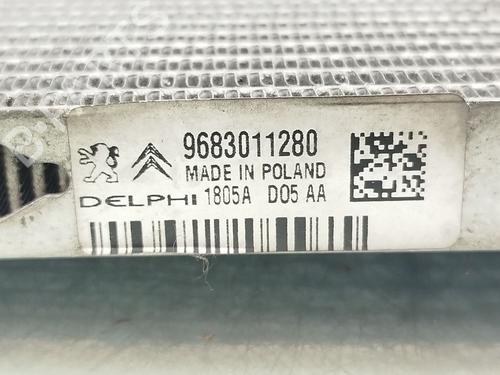 9683011280
MADE IN POLAND
DELPHI 1805A D05 AA